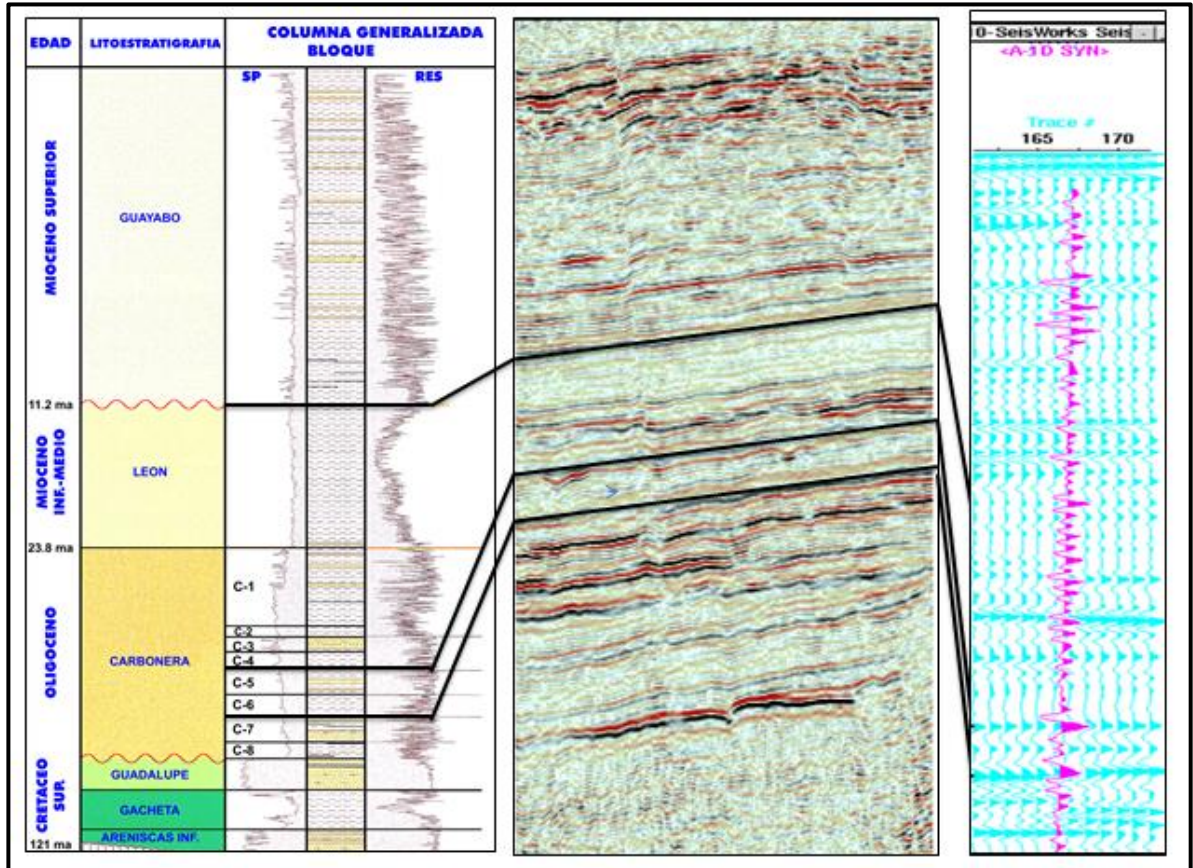 EDAD
LITOESTRATIGRAFIA
COLUMNA GENERALIZADA
BLOQUE
SP
RES
MIOCENO SUPERIOR
GUAYABO
11.2 ma
MIOCENO
INF.-MEDIO
LEON
23.8 ma
OLIGOCENO
CARBONERA
C-1
C-2
C-3
C-4
C-5
C-6
C-7
C-8
CRETACEO
SUP.
GUADALUPE
GACHETA
ARENISCAS INF.
121 ma
0-SeisWorks Seis
<A-1D SYN>
Trace #
165 170